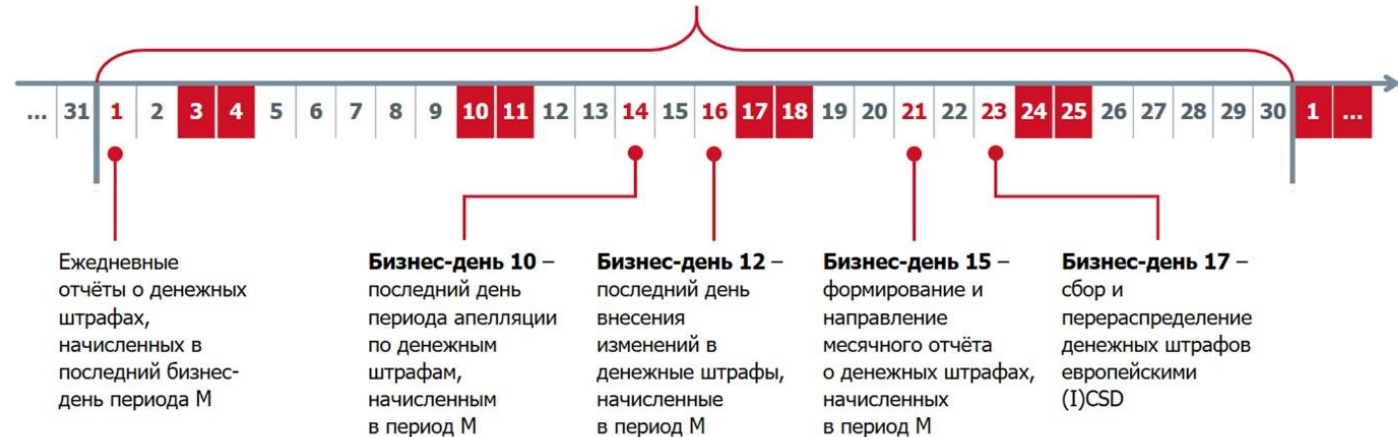 ... 31 1 2 3 4 5 6 7 8 9 10 11 12 13 14 15 16 17 18 19 20 21 22 23 24 25 26 27 28 29 30 1 ...
Ежедневные
отчёты о денежных
штрафах,
начисленных в
последний бизнес-
день периода М
Бизнес-день 10 –
последний день
периода апелляции
по денежным
штрафам,
начисленным
в период М
Бизнес-день 12 –
последний день
внесения
изменений в
денежные штрафы,
начисленные
в период М
Бизнес-день 15 –
формирование и
направление
месячного отчёта
о денежных штрафах,
начисленных
в период М
Бизнес-день 17 –
сбор и
перераспределение
денежных штрафов
европейскими
(I)CSD